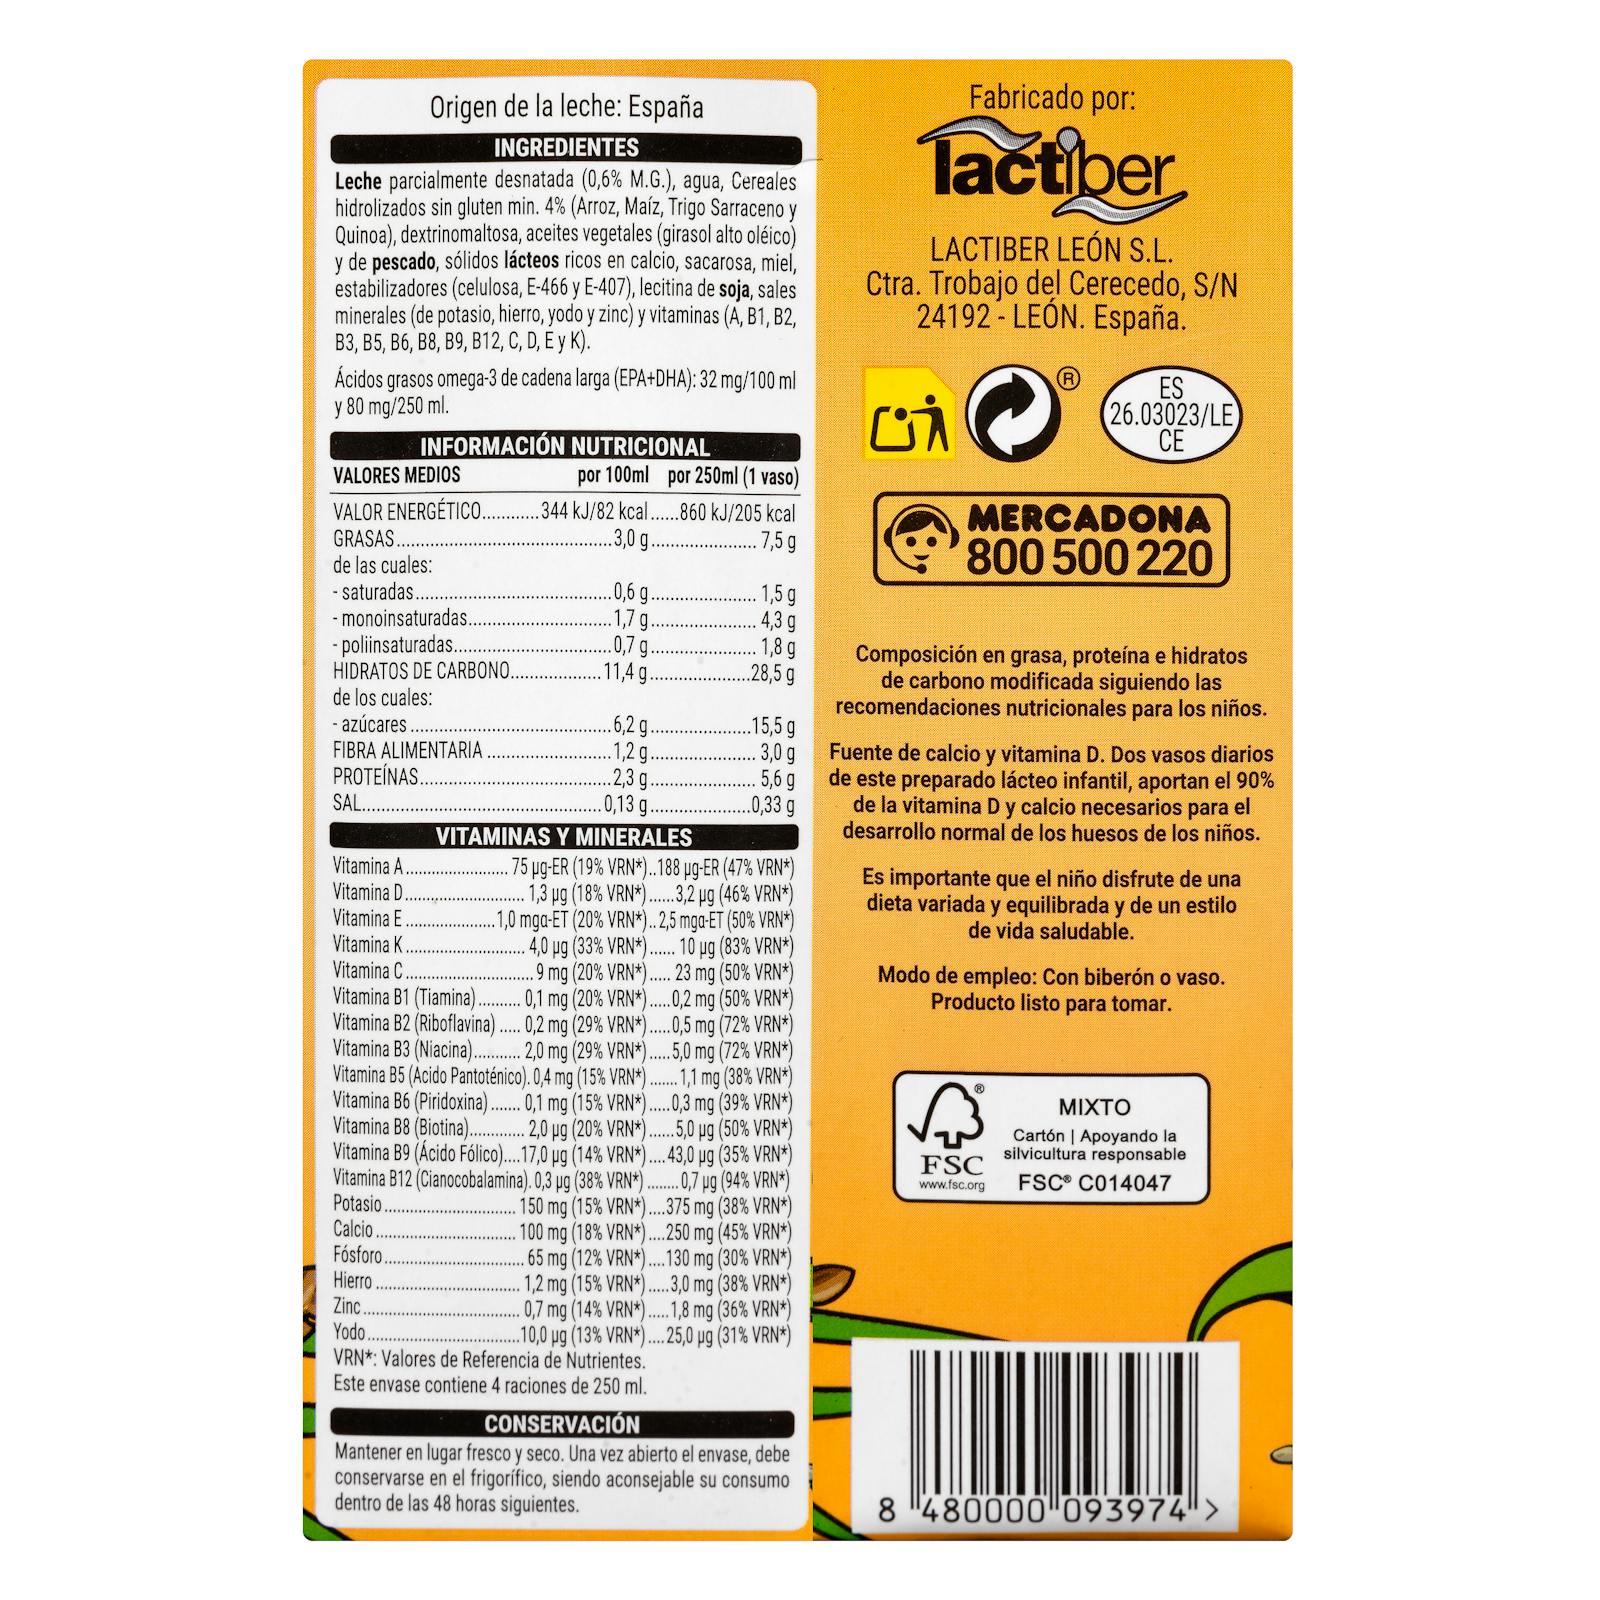 Origen de la leche: España
INGREDIENTES
Leche parcialmente desnatada (0,6% M.G.), agua, Cereales
hidrolizados sin gluten min. 4% (Arroz, Maíz, Trigo Sarraceno y
Quinoa), dextrinomaltosa, aceites vegetales (girasol alto oléico)
y de pescado, sólidos lácteos ricos en calcio, sacarosa, miel,
estabilizadores (celulosa, E-466 y E-407), lecitina de soja, sales
minerales (de potasio, hierro, yodo y zinc) y vitaminas (A, B1, B2,
B3, B5, B6, B8, B9, B12, C, D, E y K).
Ácidos grasos omega-3 de cadena larga (EPA+DHA): 32 mg/100 ml
y 80 mg/250 ml.
INFORMACIÓN NUTRICIONAL
VALORES MEDIOS por 100ml por 250ml (1 vaso)
VALOR ENERGÉTICO............344 kJ/82 kcal......860 kJ/205 kcal
GRASAS...3,0 g...7,5 g
de las cuales:
- saturadas...0,6 g...1,5 g
- monoinsaturadas...1,7 g...4,3 g
- poliinsaturadas...0,7 g...1,8 g
HIDRATOS DE CARBONO...11,4 g...28,5 g
de los cuales:
- azúcares...6,2 g...15,5 g
FIBRA ALIMENTARIA...1,2 g...3,0 g
PROTEÍNAS...2,3 g...5,6 g
SAL...0,13 g...0,33 g
VITAMINAS Y MINERALES
Vitamina A...75 µg-ER (19% VRN*)..188 µg-ER (47% VRN*)
Vitamina D...1,3 µg (18% VRN*)...3,2 µg (46% VRN*)
Vitamina E...1,0 mgα-ET (20% VRN*)..2,5 mgα-ET (50% VRN*)
Vitamina K...4,0 µg (33% VRN*)...10 µg (83% VRN*)
Vitamina C...9 mg (20% VRN*)...23 mg (50% VRN*)
Vitamina B1 (Tiamina)...0,1 mg (20% VRN*)...0,2 mg (50% VRN*)
Vitamina B2 (Riboflavina)...0,2 mg (29% VRN*)...0,5 mg (72% VRN*)
Vitamina B3 (Niacina)...2,0 mg (29% VRN*)...5,0 mg (72% VRN*)
Vitamina B5 (Acido Pantoténico). 0,4 mg (15% VRN*)...1,1 mg (38% VRN*)
Vitamina B6 (Piridoxina)...0,1 mg (15% VRN*)...0,3 mg (39% VRN*)
Vitamina B8 (Biotina)...2,0 µg (20% VRN*)...5,0 µg (50% VRN*)
Vitamina B9 (Ácido Fólico)...17,0 µg (14% VRN*)...43,0 µg (35% VRN*)
Vitamina B12 (Cianocobalamina). 0,3 µg (38% VRN*)...0,7 µg (94% VRN*)
Potasio...150 mg (15% VRN*)...375 mg (38% VRN*)
Calcio...100 mg (18% VRN*)...250 mg (45% VRN*)
Fósforo...65 mg (12% VRN*)...130 mg (30% VRN*)
Hierro...1,2 mg (15% VRN*)...3,0 mg (38% VRN*)
Zinc...0,7 mg (14% VRN*)...1,8 mg (36% VRN*)
Yodo...10,0 µg (13% VRN*)...25,0 µg (31% VRN*)
VRN*: Valores de Referencia de Nutrientes.
Este envase contiene 4 raciones de 250 ml.
CONSERVACIÓN
Mantener en lugar fresco y seco. Una vez abierto el envase, debe
conservarse en el frigorífico, siendo aconsejable su consumo
dentro de las 48 horas siguientes.
Fabricado por:
lactiber
LACTIBER LEÓN S.L.
Ctra. Trobajo del Cerecedo, S/N
24192 - LEÓN. España.
®
ES
26.03023/LE
CE
MERCADONA
800 500 220
Composición en grasa, proteína e hidratos
de carbono modificada siguiendo las
recomendaciones nutricionales para los niños.
Fuente de calcio y vitamina D. Dos vasos diarios
de este preparado lácteo infantil, aportan el 90%
de la vitamina D y calcio necesarios para el
desarrollo normal de los huesos de los niños.
Es importante que el niño disfrute de una
dieta variada y equilibrada y de un estilo
de vida saludable.
Modo de empleo: Con biberón o vaso.
Producto listo para tomar.
®
FSC
www.fsc.org
MIXTO
Cartón | Apoyando la
silvicultura responsable
FSC® C014047
8 480000 093974 >